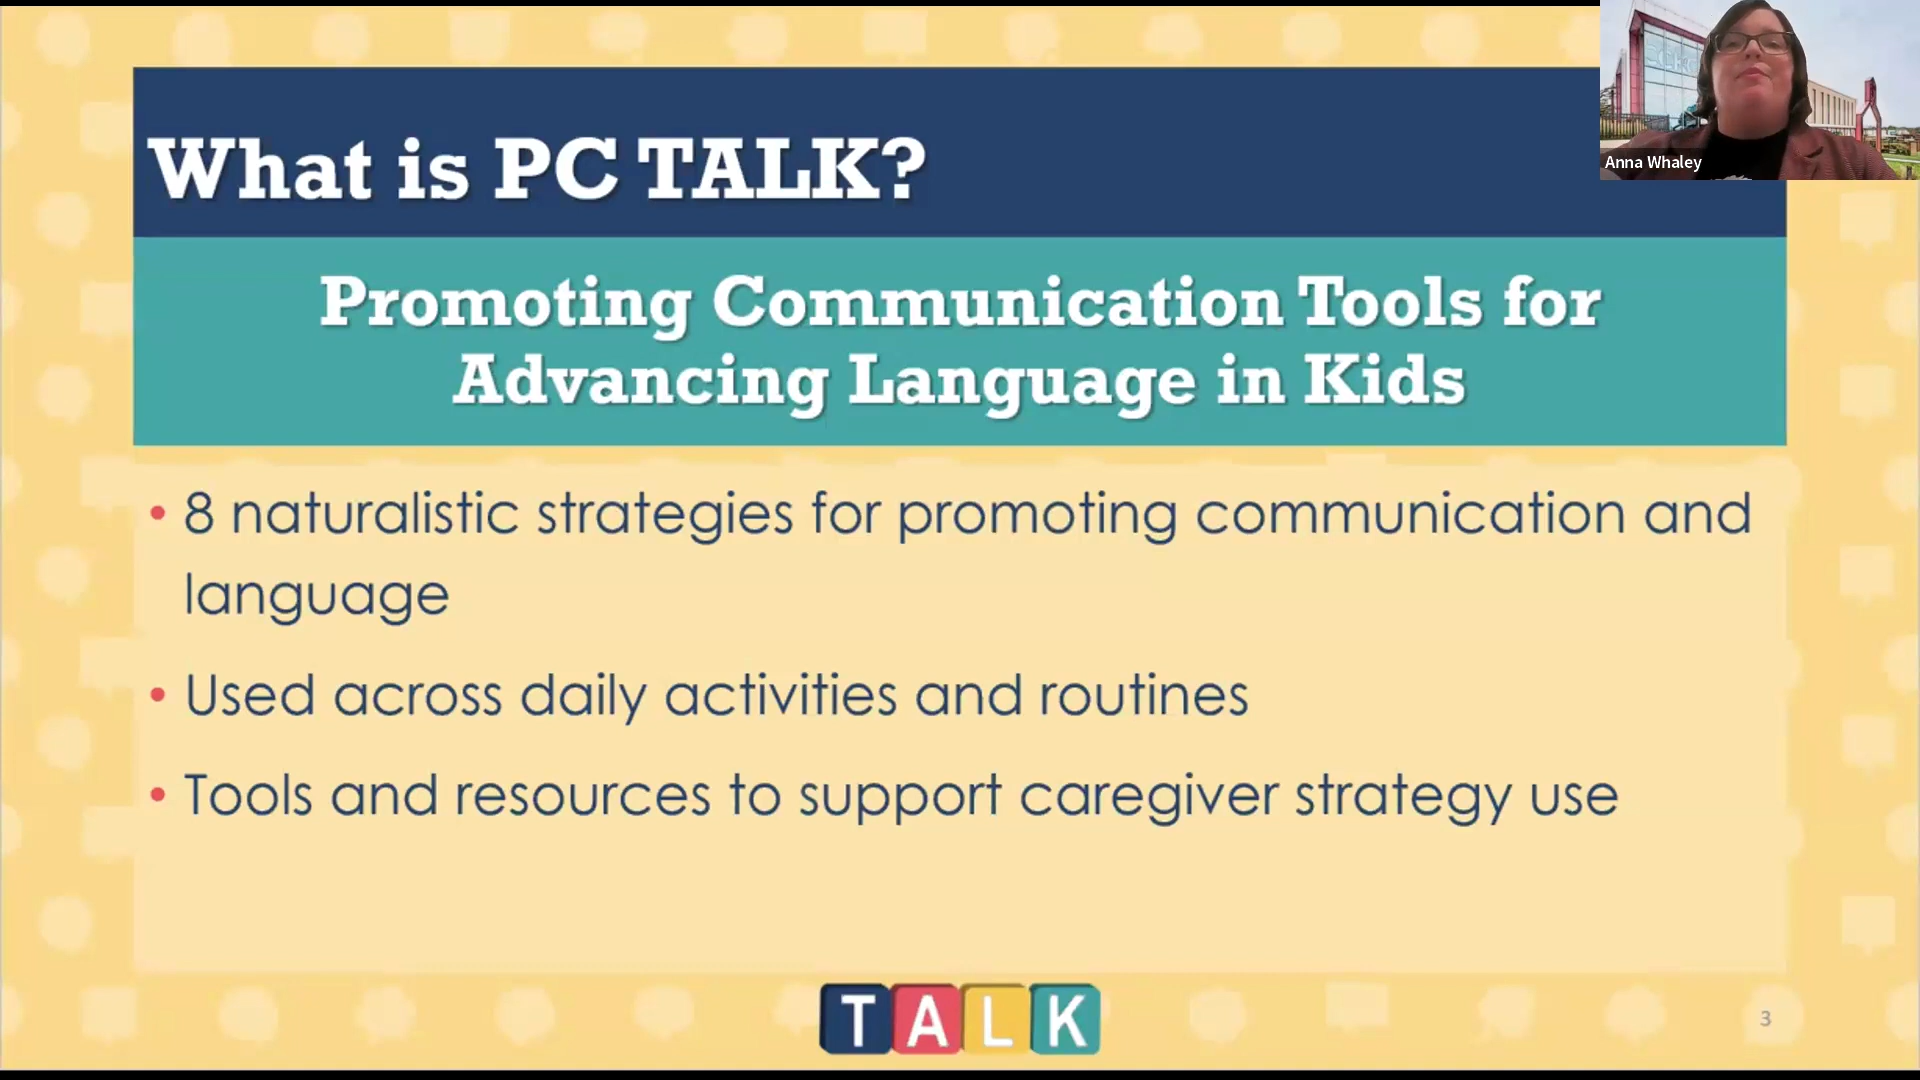 What is PC TALK?
Anna Whaley
Promoting Communication Tools for
Advancing Language in Kids
• 8 naturalistic strategies for promoting communication and
language
• Used across daily activities and routines
• Tools and resources to support caregiver strategy use
TALK
3